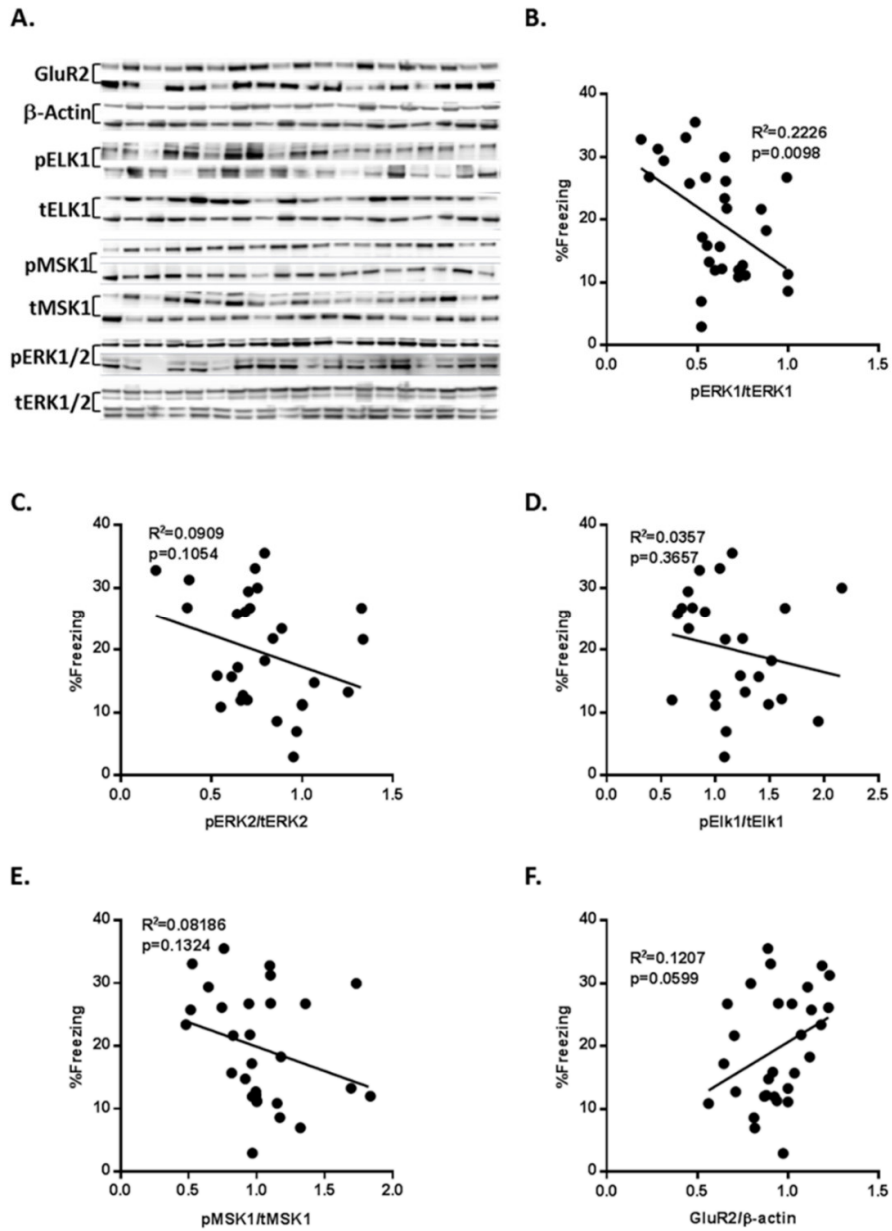 A.
GluR2
β-Actin
pELK1
tELK1
pMSK1
tMSK1
pERK1/2
tERK1/2
B.
%Freezing
40
30
20
10
0
R²=0.2226
p=0.0098
0.0 0.5 1.0 1.5
pERK1/tERK1
C.
%Freezing
40
30
20
10
0
R²=0.0909
p=0.1054
0.0 0.5 1.0 1.5
pERK2/tERK2
D.
%Freezing
40
30
20
10
0
R²=0.0357
p=0.3657
0.0 0.5 1.0 1.5 2.0 2.5
pElk1/tElk1
E.
%Freezing
40
30
20
10
0
R²=0.08186
p=0.1324
0.0 0.5 1.0 1.5 2.0
pMSK1/tMSK1
F.
%Freezing
40
30
20
10
0
R²=0.1207
p=0.0599
0.0 0.5 1.0 1.5
GluR2/β-actin